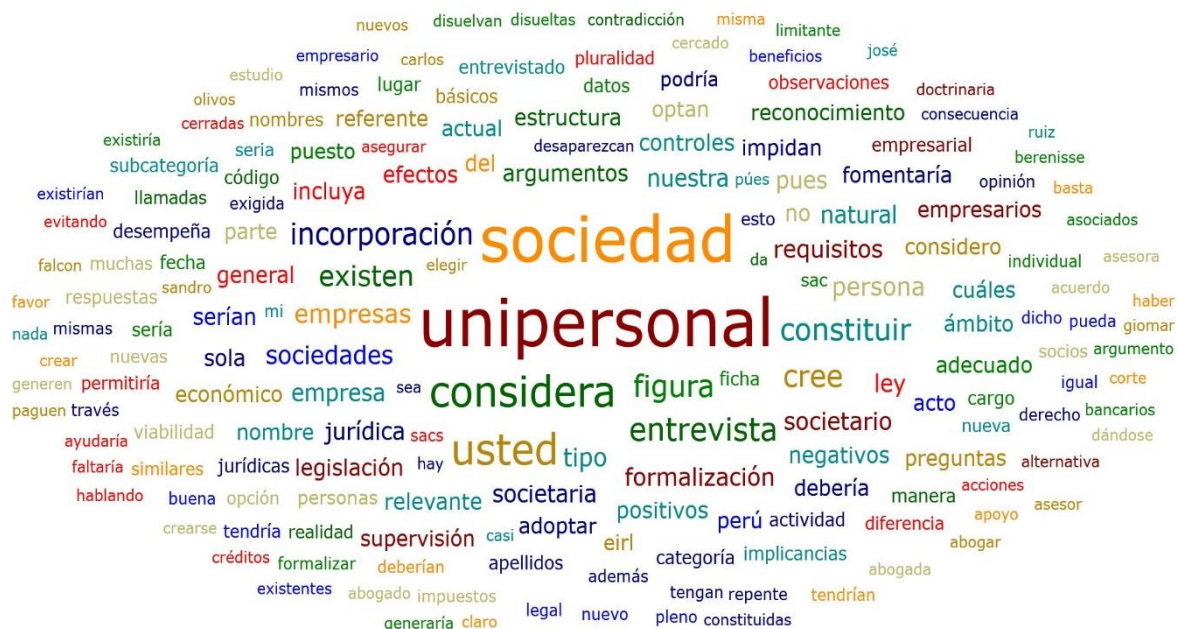 nuevos disuelvan disueltas contradicción misma limitante
empresario carlos entrevistado pluralidad cercado beneficios josé
estudio mismos lugar básicos datos podría observaciones doctrinaria
olivos cerradas nombres referente actual estructura optan reconocimiento consecuencia
existiría subcategoría seria puesto asegurar desaparezcan controles impidan empresarial ruiz berenisse
existirían llamadas código incluya efectos del argumentos nuestra púes pues fomentaría opinión basta
evitando desempeña exigida parte incorporación sociedad esto no natural empresarios asociados
falcon muchas fecha sandro general existen elegir da requisitos considero individual asesora
favor respuestas serían mi empresas unipersonal sac persona cuáles acuerdo haber
nada mismas sería sola sociedades constituir ámbito dicho pueda giomar
crear nuevas considera figura ficha cree ley adecuado socios argumento
generen permitiría económico empresa sea acto cargo igual corte
paguen través viabilidad nombre jurídica sacs usted entrevista societario nueva derecho bancarios
ayudaría faltaría similares jurídicas legislación hay tipo formalización negativos preguntas alternativa dándose
hablando buena opción personas relevante societaria positivos debería manera acciones asesor
crearse tendría realidad supervisión casi adoptar eirl perú actividad diferencia apoyo abogar
créditos formalizar deberían apellidos además categoría implicancias abogada
existentes abogado impuestos legal nuevo pleno tengan repente tendrían
generaría claro constituidas